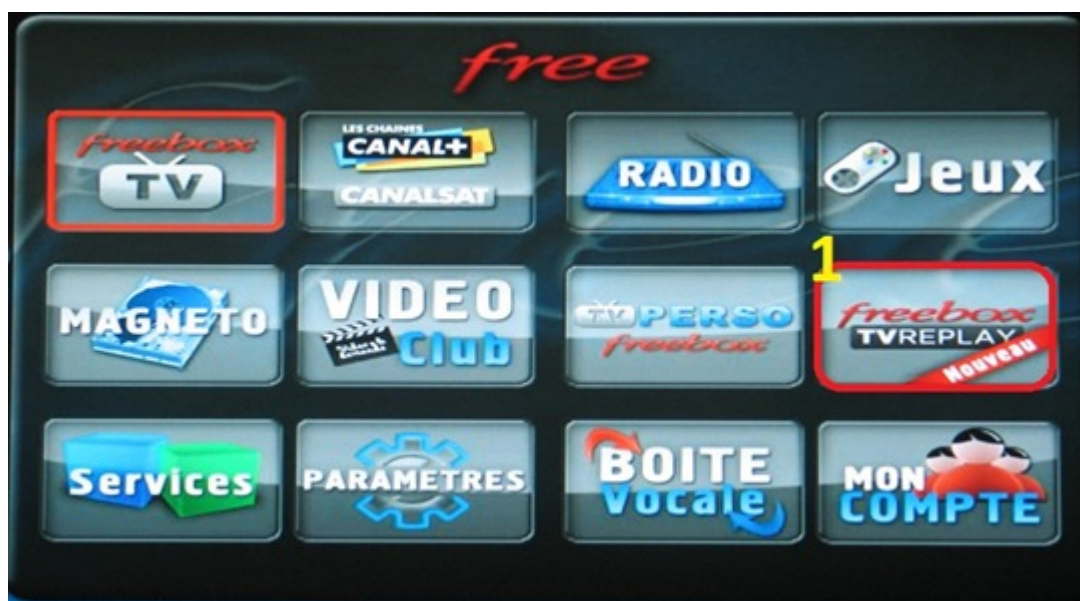 free
freebox
TV
LES CHAINES
CANAL+
CANALSAT
RADIO
Jeux
MAGNETO
VIDEO
Club
TV PERSO
freebox
1
freebox
TVREPLAY
Nouveau
Services
PARAMETRES
BOITE
Vocale
MON
COMPTE